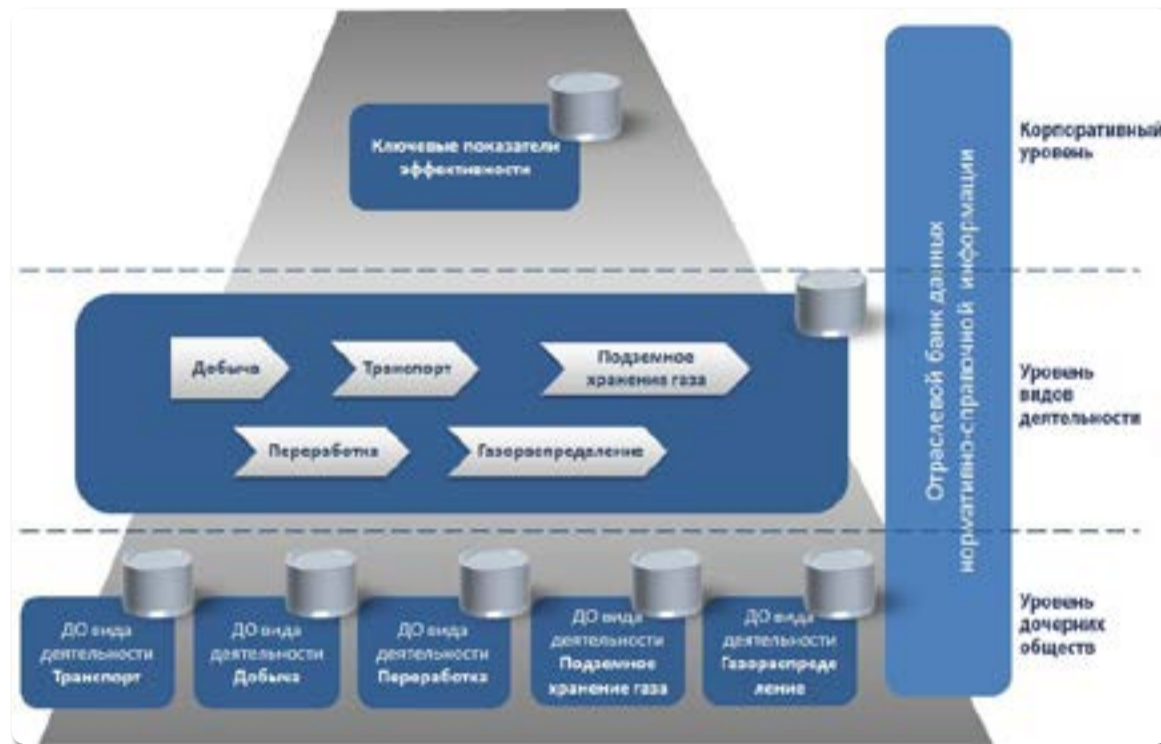 Ключевые показатели
эффективности
Корпоративный
уровень
Добыча
Транспорт
Подземное
хранение газа
Переработка
Газораспределение
Уровень
видов
деятельности
ДО вида
деятельности
Транспорт
ДО вида
деятельности
Добыча
ДО вида
деятельности
Переработка
ДО вида
деятельности
Подземное
хранение газа
ДО вида
деятельности
Газораспреде
ление
Уровень
дочерних
обществ
Отраслевой банк данных
нормативно-справочной информации